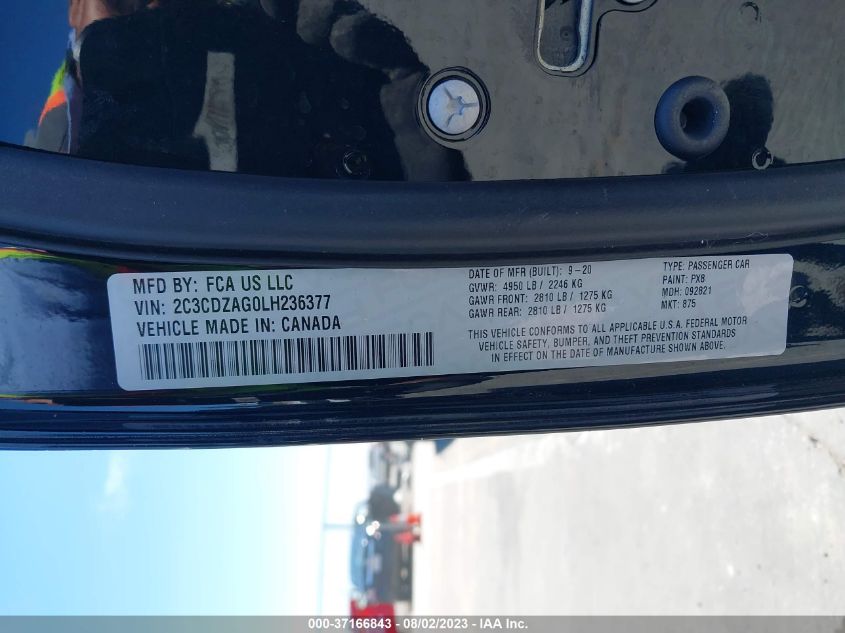 MFD BY: FCA US LLC
VIN: 2C3CDZAG0LH236377
VEHICLE MADE IN: CANADA
DATE OF MFR (BUILT): 9-20
GVWR: 4950 LB / 2246 KG
GAWR FRONT: 2810 LB / 1275 KG
GAWR REAR: 2810 LB / 1275 KG
TYPE: PASSENGER CAR
PAINT: PX8
MDH: 092821
MKT: 875
THIS VEHICLE CONFORMS TO ALL APPLICABLE U.S.A. FEDERAL MOTOR
VEHICLE SAFETY, BUMPER, AND THEFT PREVENTION STANDARDS
IN EFFECT ON THE DATE OF MANUFACTURE SHOWN ABOVE.
000-37166843 - 08/02/2023 - IAA Inc.